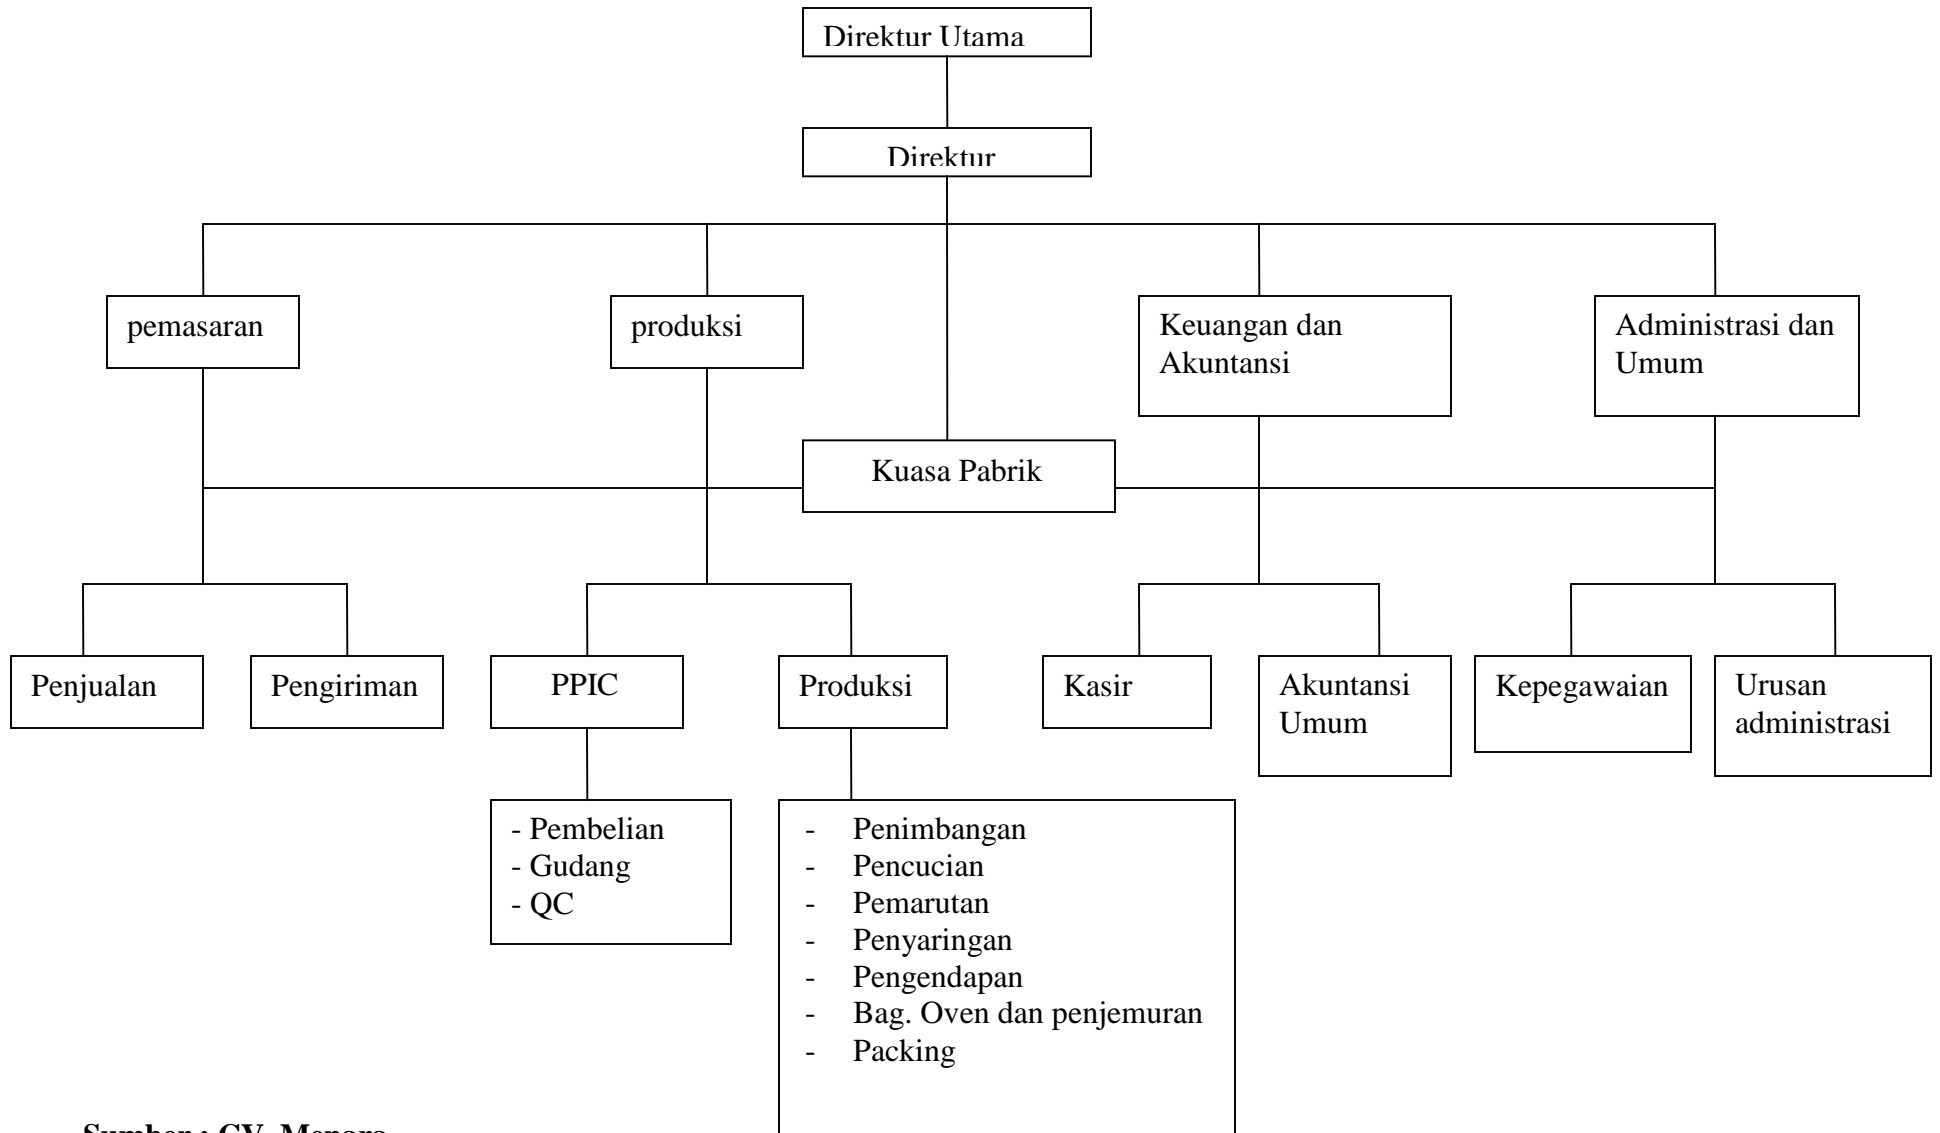 Direktur Utama
Direktur
pemasaran
produksi
Keuangan dan
Akuntansi
Administrasi dan
Umum
Kuasa Pabrik
Penjualan
Pengiriman
PPIC
Produksi
Kasir
Akuntansi
Umum
Kepegawaian
Urusan
administrasi
- Pembelian
- Gudang
- QC
- Penimbangan
- Pencucian
- Pemarutan
- Penyaringan
- Pengendapan
- Bag. Oven dan penjemuran
- Packing
Sumber : CV. Menara